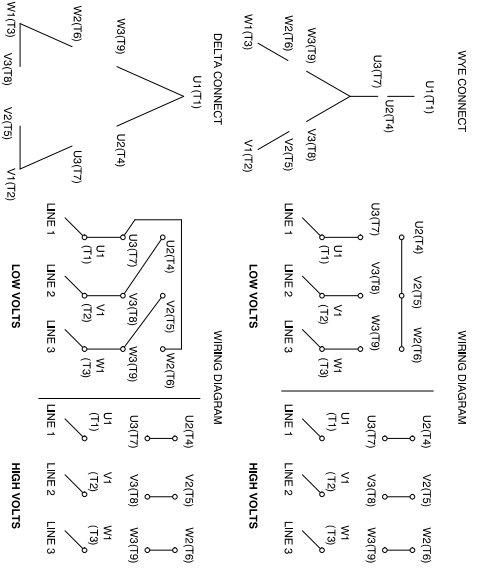 WYE CONNECT
U1(T1)
U2(T4)
U3(T7)
W3(T9) V3(T8)
W2(T6) V2(T5)
W1(T3) V1(T2)
WIRING DIAGRAM
U2(T4) V2(T5) W2(T6)
U3(T7) V3(T8) W3(T9)
U1 V1 W1
(T1) (T2) (T3)
LINE 1 LINE 2 LINE 3
LOW VOLTS
U2(T4) V2(T5) W2(T6)
U3(T7) V3(T8) W3(T9)
U1 V1 W1
(T1) (T2) (T3)
LINE 1 LINE 2 LINE 3
HIGH VOLTS
DELTA CONNECT
U1(T1)
W3(T9) U2(T4)
W2(T6) U3(T7)
V3(T8) V2(T5)
W1(T3) V1(T2)
WIRING DIAGRAM
U2(T4) V2(T5) W2(T6)
U3(T7) V3(T8) W3(T9)
U1 V1 W1
(T1) (T2) (T3)
LINE 1 LINE 2 LINE 3
LOW VOLTS
U2(T4) V2(T5) W2(T6)
U3(T7) V3(T8) W3(T9)
U1 V1 W1
(T1) (T2) (T3)
LINE 1 LINE 2 LINE 3
HIGH VOLTS